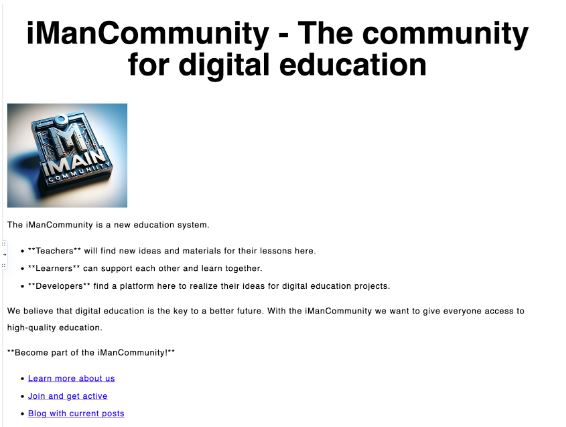 iManCommunity - The community
for digital education
IM
IMAIN
COMMUNITY
The iManCommunity is a new education system.
• **Teachers** will find new ideas and materials for their lessons here.
• **Learners** can support each other and learn together.
• **Developers** find a platform here to realize their ideas for digital education projects.
We believe that digital education is the key to a better future. With the iManCommunity we want to give everyone access to
high-quality education.
**Become part of the iManCommunity!**
• Learn more about us
• Join and get active
• Blog with current posts